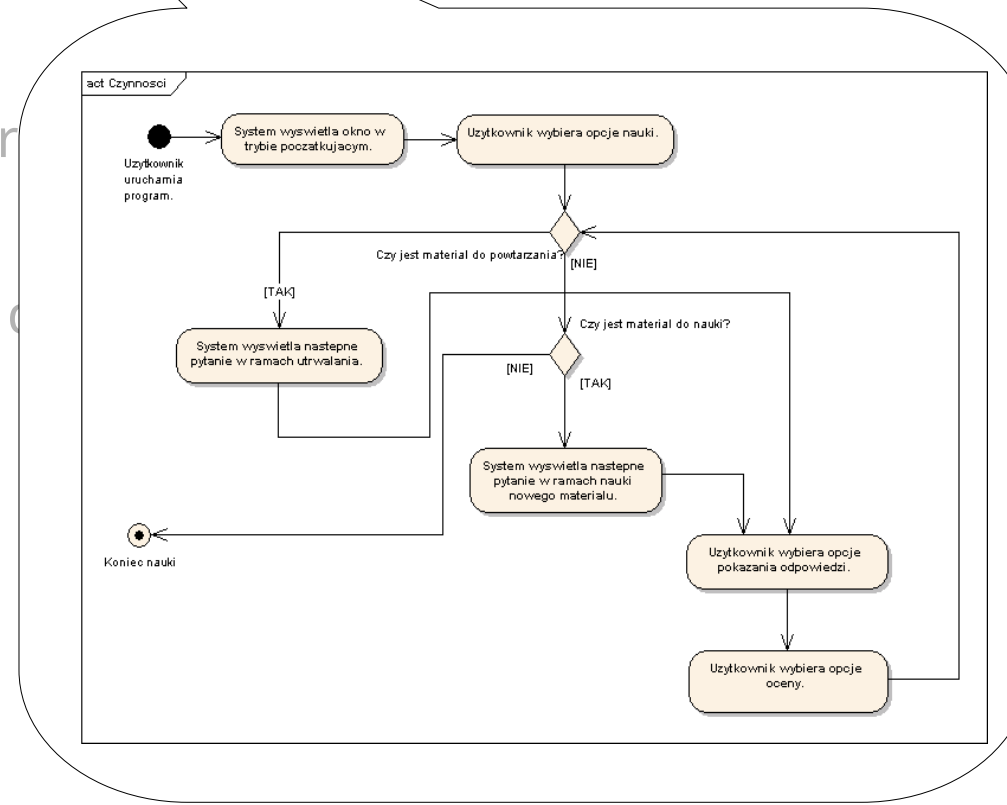 act Czynnosci
System wyswietla okno w
trybie poczatkujacym.
Uzytkownik wybiera opcje nauki.
Uzytkownik
uruchamia
program.
Czy jest material do powtarzania?
[NIE]
[TAK]
Czy jest material do nauki?
System wyswietla nastepne
pytanie w ramach utrwalania.
[NIE]
[TAK]
System wyswietla nastepne
pytanie w ramach nauki
nowego materialu.
Koniec nauki
Uzytkownik wybiera opcje
pokazania odpowiedzi.
Uzytkownik wybiera opcje
oceny.